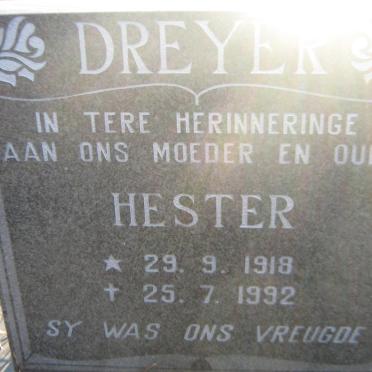 DREYER
IN TERE HERINNERINGE
AAN ONS MOEDER EN
HESTER
★ 29. 9. 1918
✝ 25. 7. 1992
SY WAS ONS VREUGDE